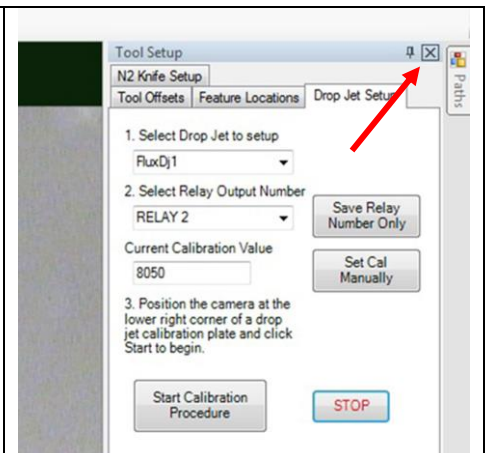 Tool Setup
N2 Knife Setup
Tool Offsets Feature Locations Drop Jet Setup
Paths
1. Select Drop Jet to setup
FluxDj1
2. Select Relay Output Number
RELAY 2
Save Relay
Number Only
Current Calibration Value
8050
Set Cal
Manually
3. Position the camera at the
lower right corner of a drop
jet calibration plate and click
Start to begin.
Start Calibration
Procedure
STOP